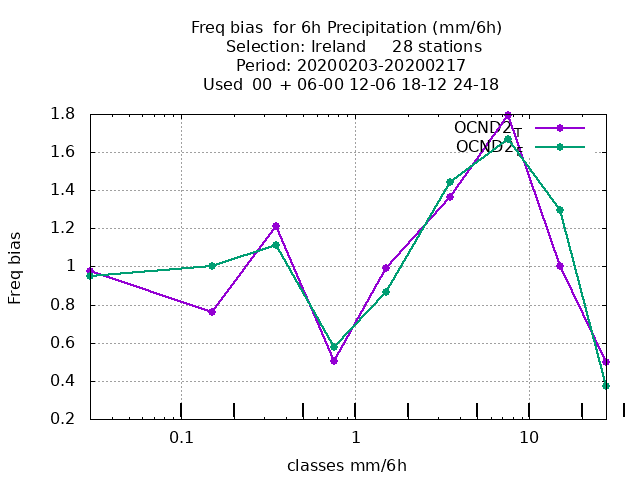 Freq bias  for 6h Precipitation (mm/6h)
Selection: Ireland     28 stations
Period: 20200203-20200217
Used  00  + 06-00 12-06 18-12 24-18
1.8
1.6
1.4
1.2
1
0.8
0.6
0.4
0.2
Freq bias
OCND2T
0.1
1
10
classes mm/6h